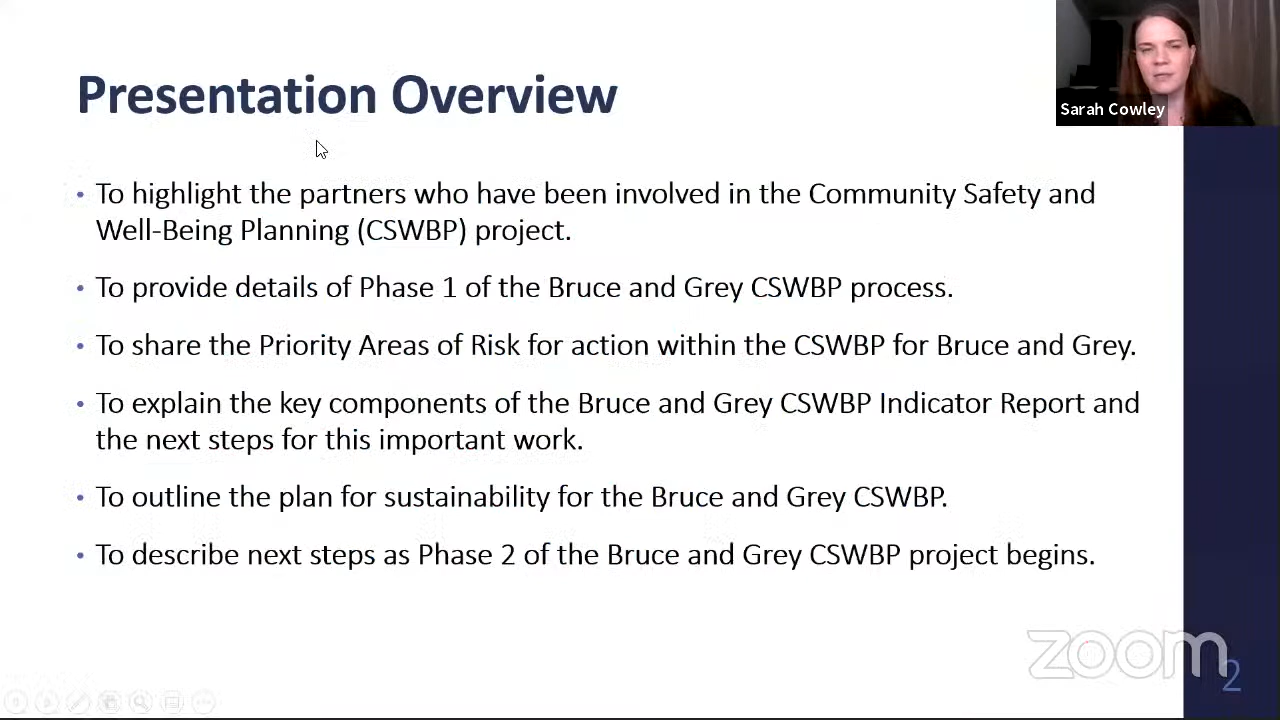 Presentation Overview
Sarah Cowley
• To highlight the partners who have been involved in the Community Safety and
Well-Being Planning (CSWBP) project.
• To provide details of Phase 1 of the Bruce and Grey CSWBP process.
• To share the Priority Areas of Risk for action within the CSWBP for Bruce and Grey.
• To explain the key components of the Bruce and Grey CSWBP Indicator Report and
the next steps for this important work.
• To outline the plan for sustainability for the Bruce and Grey CSWBP.
• To describe next steps as Phase 2 of the Bruce and Grey CSWBP project begins.
zoom
2